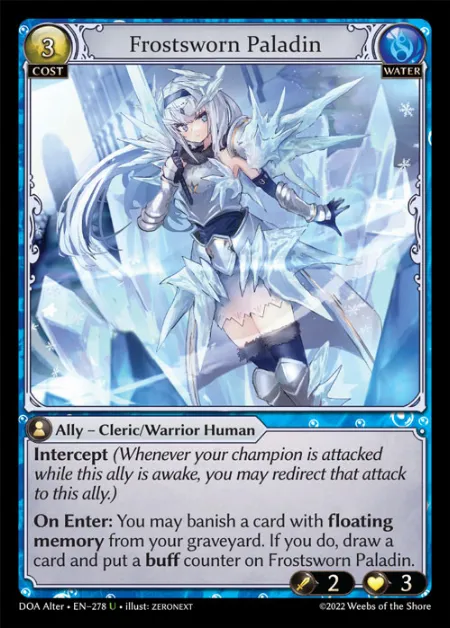 3
Frostsworn Paladin
COST
WATER
Ally – Cleric/Warrior Human
Intercept (Whenever your champion is attacked
while this ally is awake, you may redirect that attack
to this ally.)
On Enter: You may banish a card with floating
memory from your graveyard. If you do, draw a
card and put a buff counter on Frostsworn Paladin.
2
3
DOA Alter • EN-278 U • illust: ZERONEXT
©2022 Weebs of the Shore